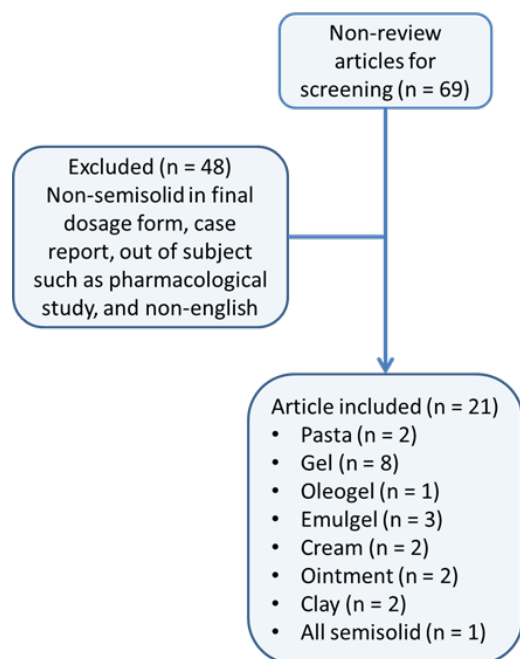 Non-review
articles for
screening (n = 69)
Excluded (n = 48)
Non-semisolid in final
dosage form, case
report, out of subject
such as pharmacological
study, and non-english
Article included (n = 21)
• Pasta (n = 2)
• Gel (n = 8)
• Oleogel (n = 1)
• Emulgel (n = 3)
• Cream (n = 2)
• Ointment (n = 2)
• Clay (n = 2)
• All semisolid (n = 1)